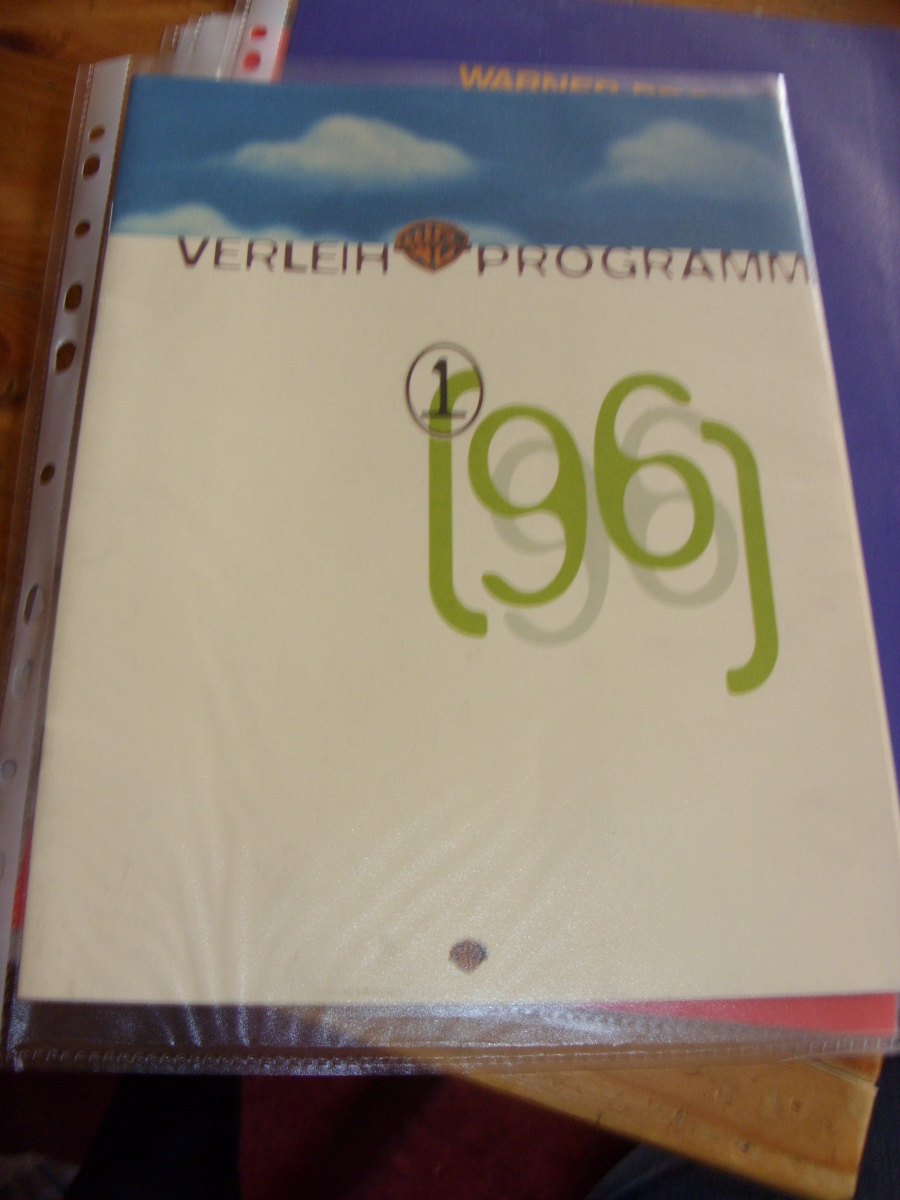 WARNER
VERLEIH PROGRAMM
1
[96]